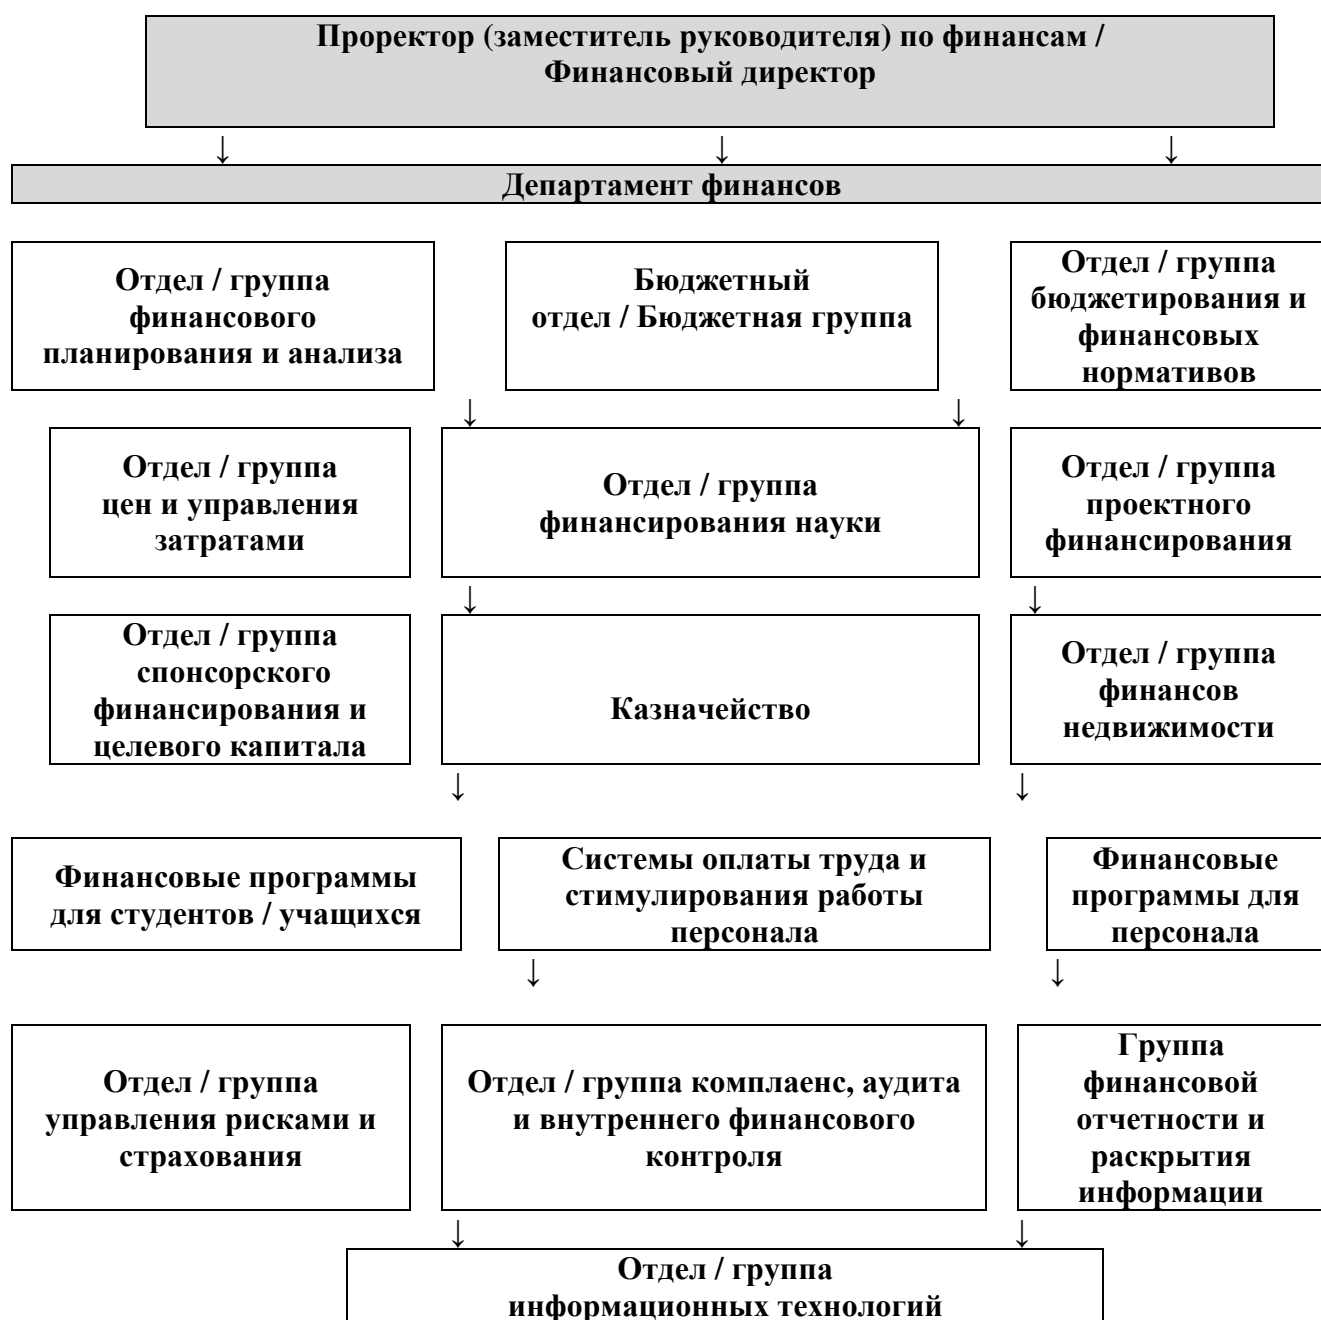 Проректор (заместитель руководителя) по финансам /
Финансовый директор
↓ ↓ ↓
Департамент финансов
Отдел / группа
финансового
планирования и анализа
Бюджетный
отдел / Бюджетная группа
Отдел / группа
бюджетирования и
финансовых
нормативов
↓ ↓
Отдел / группа
цен и управления
затратами
Отдел / группа
финансирования науки
Отдел / группа
проектного
финансирования
↓ ↓
Отдел / группа
спонсорского
финансирования и
целевого капитала
Казначейство
Отдел / группа
финансов
недвижимости
↓ ↓
Финансовые программы
для студентов / учащихся
Системы оплаты труда и
стимулирования работы
персонала
Финансовые
программы для
персонала
↓ ↓
Отдел / группа
управления рисками и
страхования
Отдел / группа комплаенс, аудита
и внутреннего финансового
контроля
Группа
финансовой
отчетности и
раскрытия
информации
↓ ↓
Отдел / группа
информационных технологий